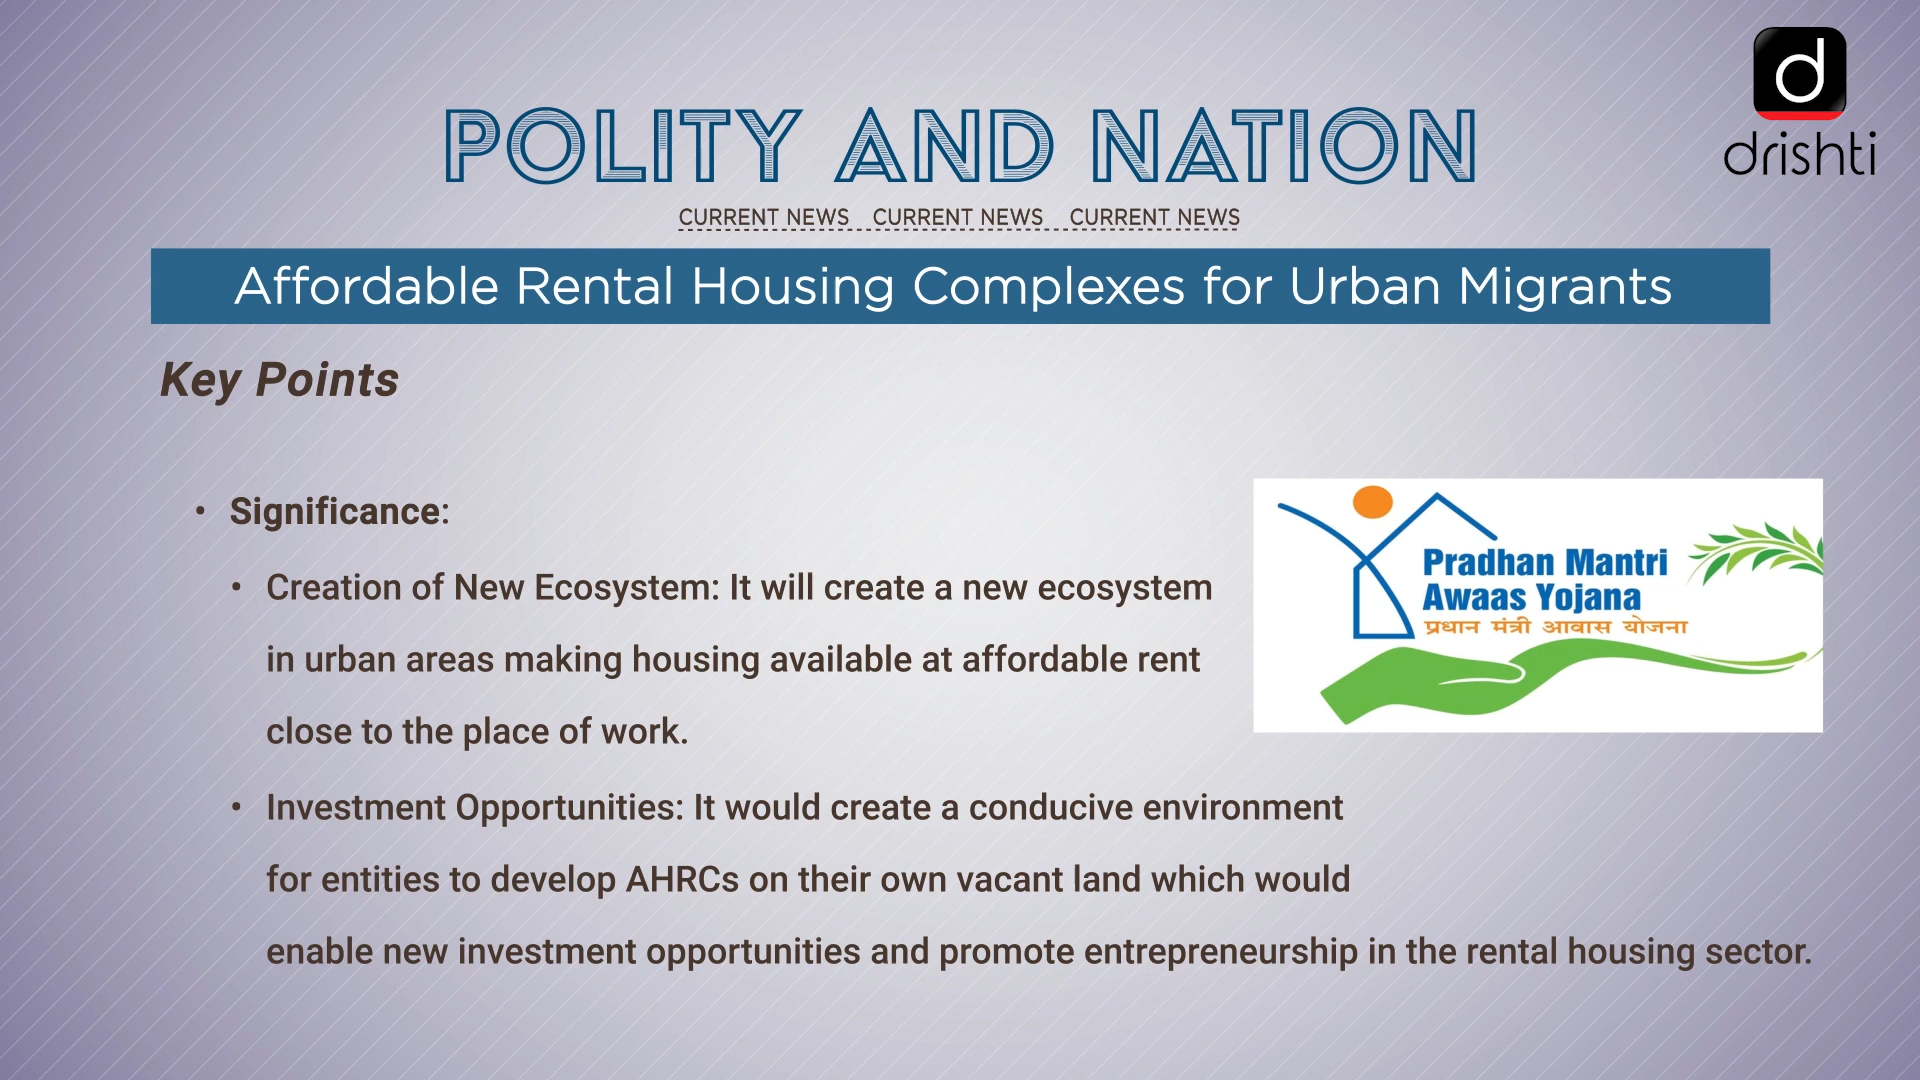 d
drishti
POLITY AND NATION
CURRENT NEWS CURRENT NEWS CURRENT NEWS
Affordable Rental Housing Complexes for Urban Migrants
Key Points
• Significance:
• Creation of New Ecosystem: It will create a new ecosystem
in urban areas making housing available at affordable rent
close to the place of work.
Pradhan Mantri
Awaas Yojana
प्रधान मंत्री आवास योजना
• Investment Opportunities: It would create a conducive environment
for entities to develop AHRCs on their own vacant land which would
enable new investment opportunities and promote entrepreneurship in the rental housing sector.